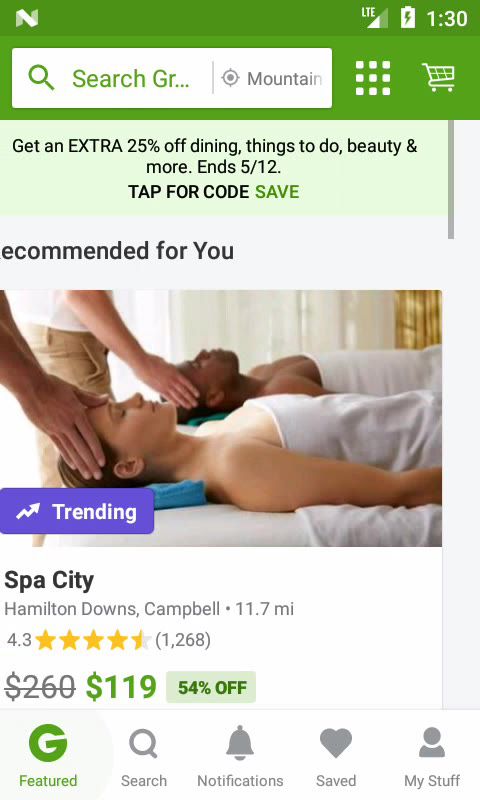 LTE 1:30
Search Gr... Mountain
Get an EXTRA 25% off dining, things to do, beauty &
more. Ends 5/12.
TAP FOR CODE SAVE
ecommended for You
Trending
Spa City
Hamilton Downs, Campbell • 11.7 mi
4.3 (1,268)
$260 $119 54% OFF
G
Featured Search Notifications Saved My Stuff